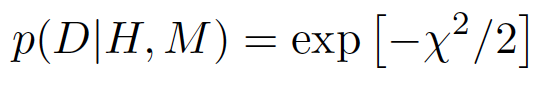 p(D|H, M) = exp [−χ²/2]